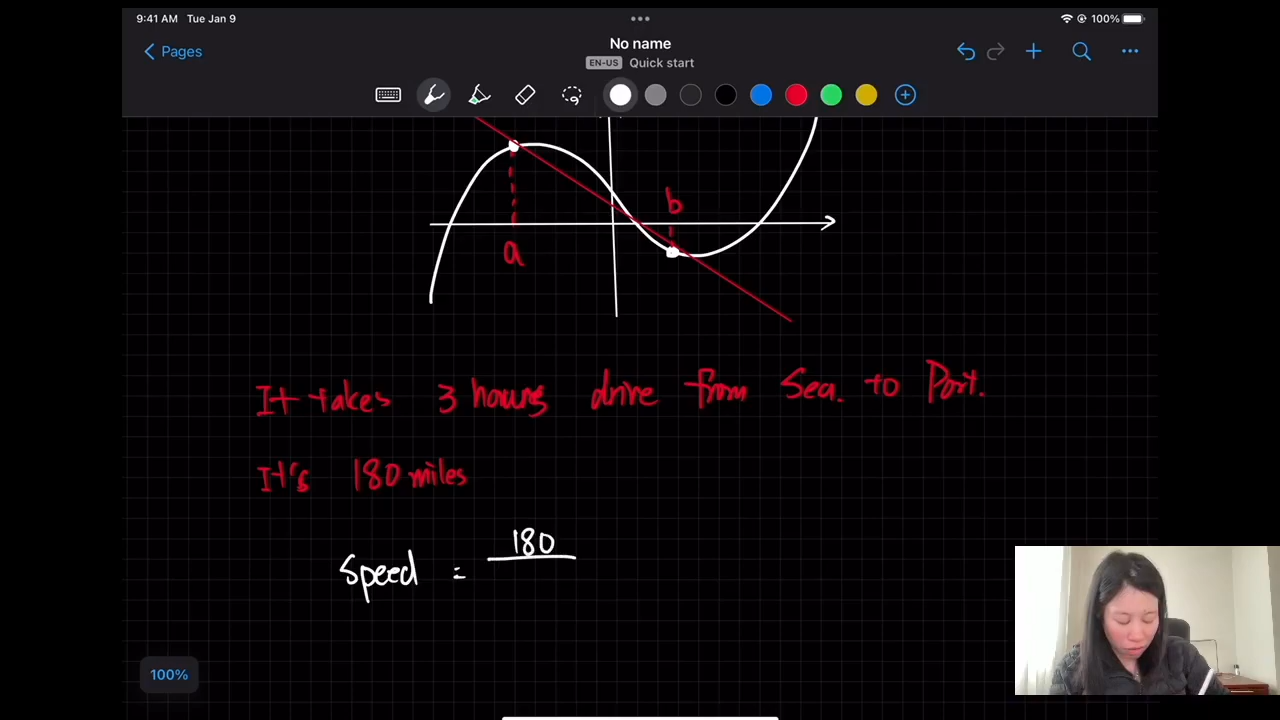 9:41 AM Tue Jan 9 100%
Pages
No name
EN-US Quick start
b
a
It takes 3 hours drive from Sea. to Port.
It's 180 miles
180
Speed =
100%